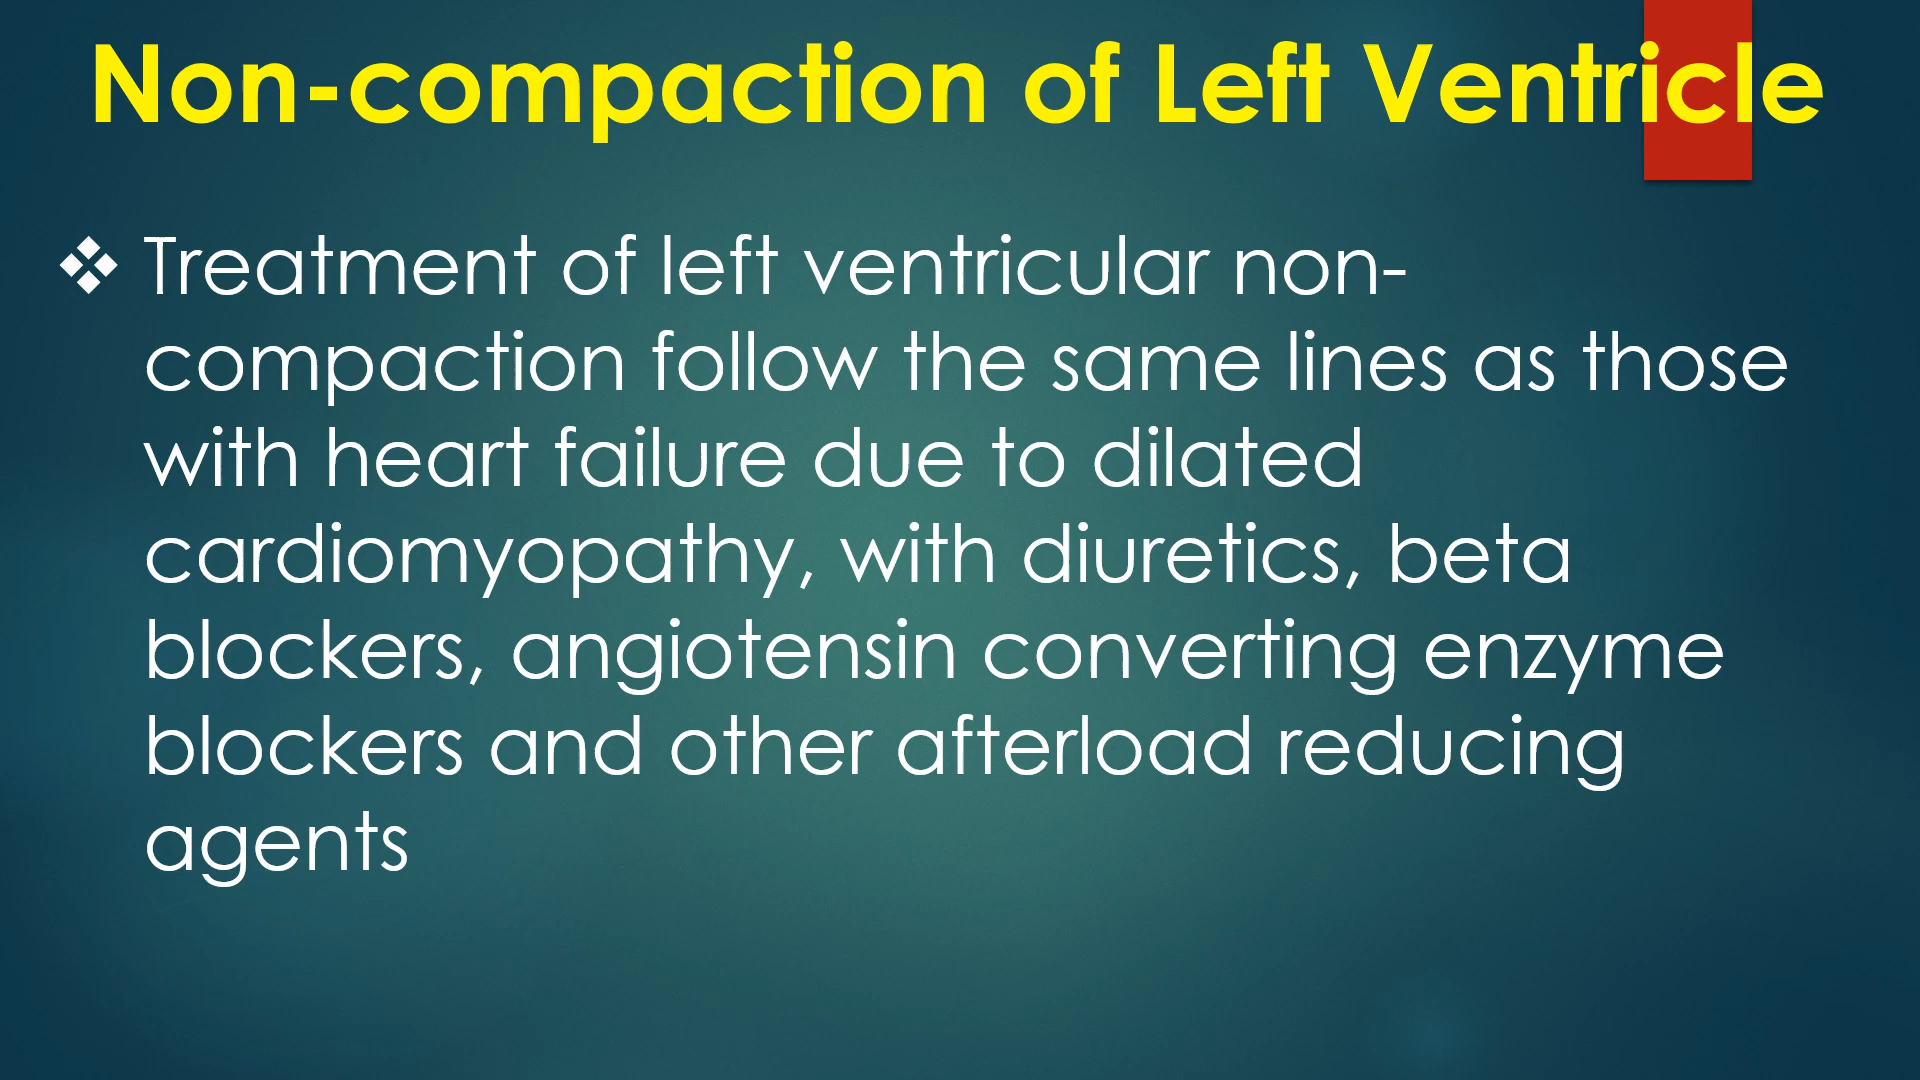 Non-compaction of Left Ventricle
❖ Treatment of left ventricular non-
compaction follow the same lines as those
with heart failure due to dilated
cardiomyopathy, with diuretics, beta
blockers, angiotensin converting enzyme
blockers and other afterload reducing
agents